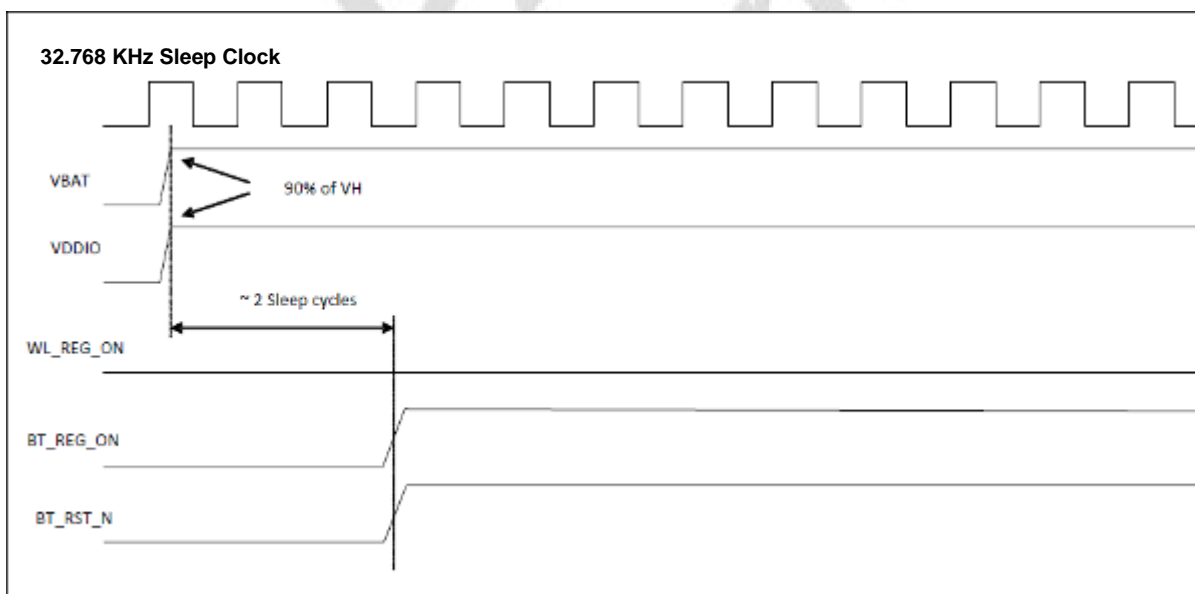 32.768 KHz Sleep Clock
VBAT
90% of VH
VDDIO
~ 2 Sleep cycles
WL_REG_ON
BT_REG_ON
BT_RST_N